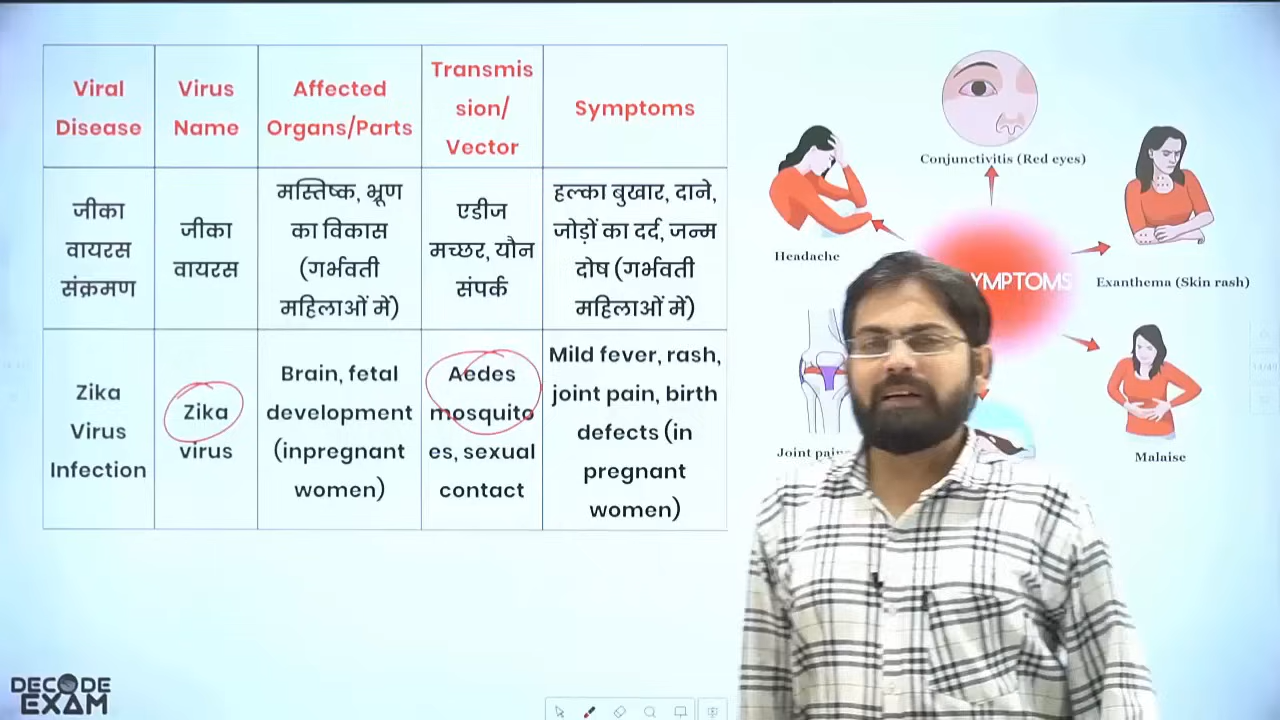 Viral
Disease
Virus
Name
Affected
Organs/Parts
Transmis
sion/
Vector
Symptoms
जीका
वायरस
संक्रमण
जीका
वायरस
मस्तिष्क, भ्रूण
का विकास
(गर्भवती
महिलाओं में)
एडीज
मच्छर, यौन
संपर्क
हल्का बुखार, दाने,
जोड़ों का दर्द, जन्म
दोष (गर्भवती
महिलाओं में)
Zika
Virus
Infection
Zika
virus
Brain, fetal
development
(inpregnant
women)
Aedes
mosquito
es, sexual
contact
Mild fever, rash,
joint pain, birth
defects (in
pregnant
women)
Conjunctivitis (Red eyes)
Headache
YMPTOMS
Exanthema (Skin rash)
Joint pain
Malaise
DECODE
EXAM